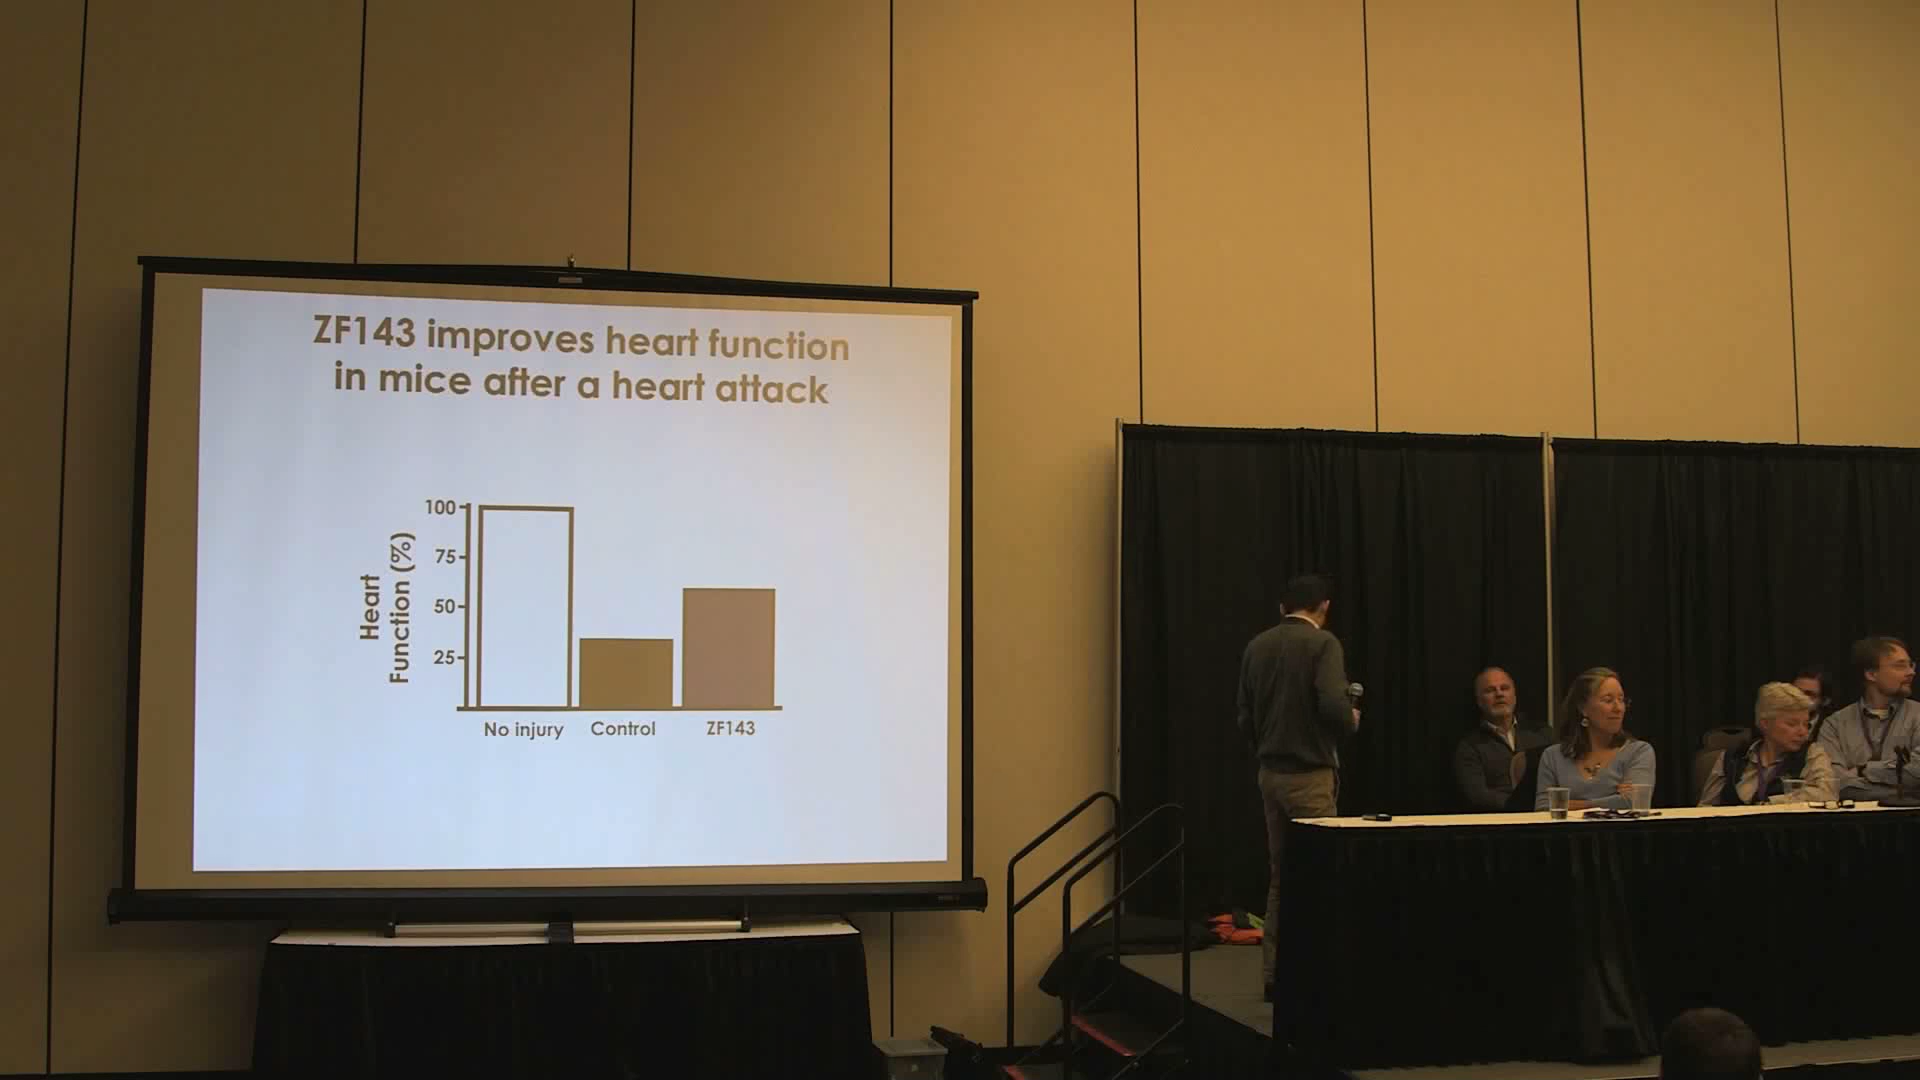 ZF143 improves heart function
in mice after a heart attack
Heart
Function (%)
100
75
50
25
No injury
Control
ZF143